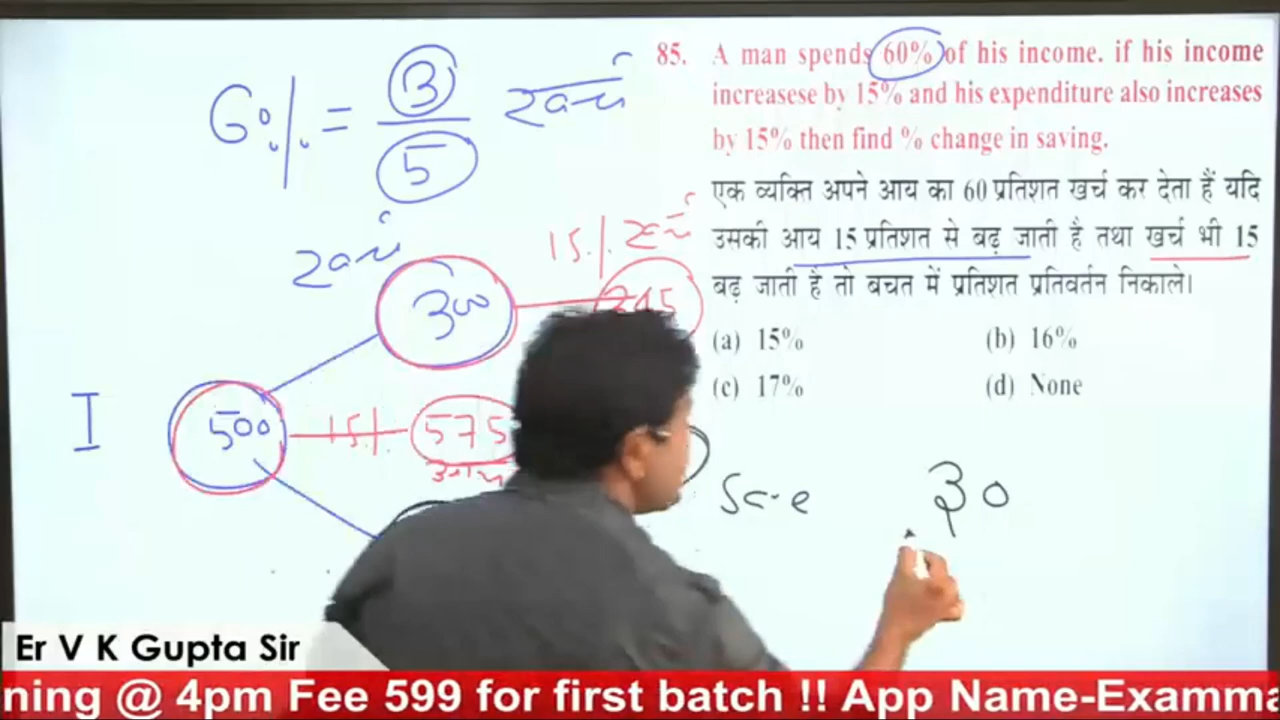 60% = 3/5 खर्च
85. A man spends 60% of his income. if his income
increasese by 15% and his expenditure also increases
by 15% then find % change in saving.
एक व्यक्ति अपने आय का 60 प्रतिशत खर्च कर देता हैं यदि
उसकी आय 15 प्रतिशत से बढ़ जाती है तथा खर्च भी 15
बढ़ जाती है तो बचत में प्रतिशत प्रतिवर्तन निकाले।
(a) 15% (b) 16%
(c) 17% (d) None
खर्च 15% खर्च
300 345
I 500 15% 575
आय
Save 30
Er V K Gupta Sir
ning @ 4pm Fee 599 for first batch !! App Name-Examma